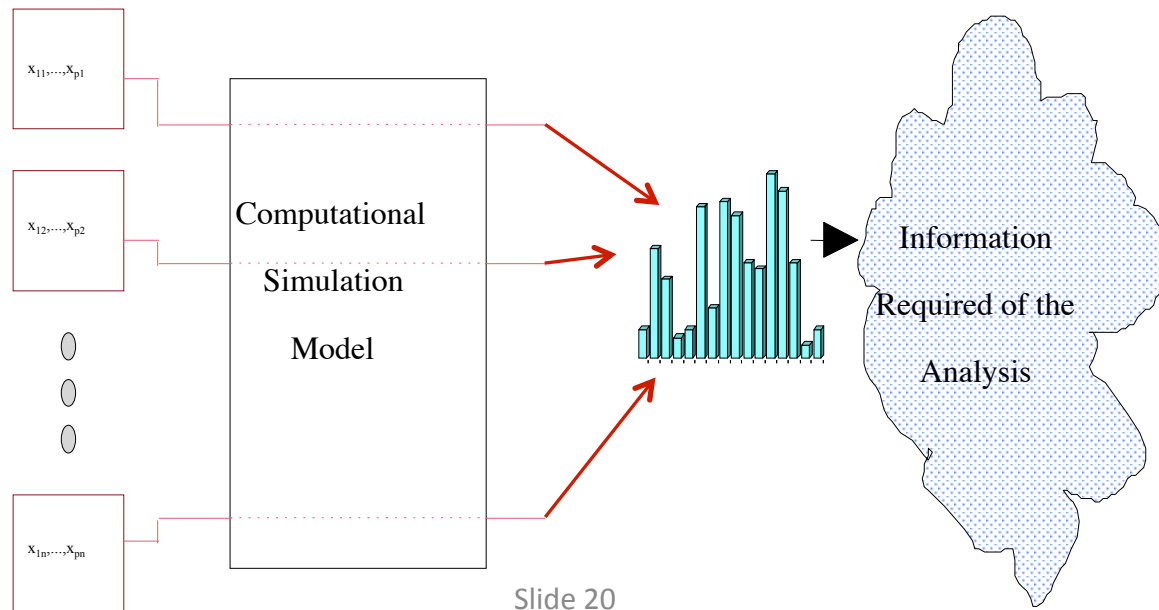 x₁₁,...,xₚ₁
x₁₂,...,xₚ₂
x₁ₙ,...,xₚₙ
Computational
Simulation
Model
Information
Required of the
Analysis
Slide 20